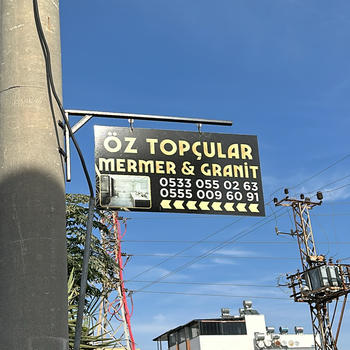 ÖZ TOPÇULAR
MERMER & GRANİT
0533 055 02 63
0555 009 60 91